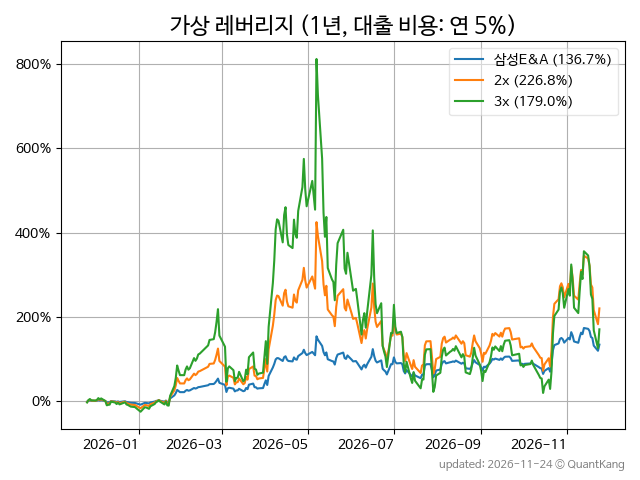 가상 레버리지 (1년, 대출 비용: 연 5%)
삼성E&A (136.7%)
2x (226.8%)
3x (179.0%)
800%
600%
400%
200%
0%
2026-01 2026-03 2026-05 2026-07 2026-09 2026-11
updated: 2026-11-24 © QuantKang